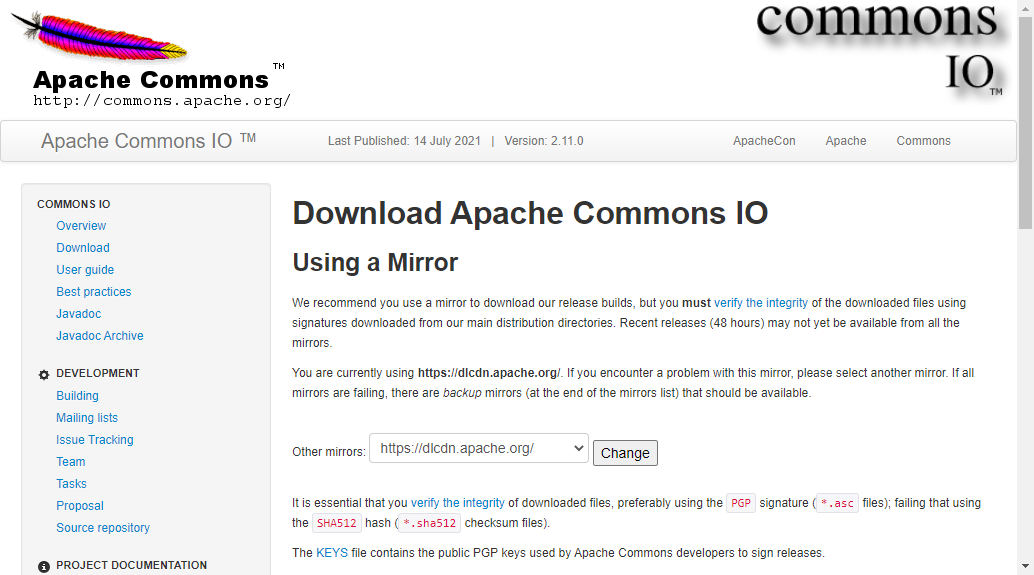 Apache Commons™
http://commons.apache.org/
commons
IO™
Apache Commons IO ™
Last Published: 14 July 2021 | Version: 2.11.0
ApacheCon Apache Commons
COMMONS IO
Overview
Download
User guide
Best practices
Javadoc
Javadoc Archive
DEVELOPMENT
Building
Mailing lists
Issue Tracking
Team
Tasks
Proposal
Source repository
PROJECT DOCUMENTATION
Download Apache Commons IO
Using a Mirror
We recommend you use a mirror to download our release builds, but you must verify the integrity of the downloaded files using
signatures downloaded from our main distribution directories. Recent releases (48 hours) may not yet be available from all the
mirrors.
You are currently using https://dlcdn.apache.org/. If you encounter a problem with this mirror, please select another mirror. If all
mirrors are failing, there are backup mirrors (at the end of the mirrors list) that should be available.
Other mirrors: https://dlcdn.apache.org/ Change
It is essential that you verify the integrity of downloaded files, preferably using the PGP signature (*.asc files); failing that using
the SHA512 hash (*.sha512 checksum files).
The KEYS file contains the public PGP keys used by Apache Commons developers to sign releases.